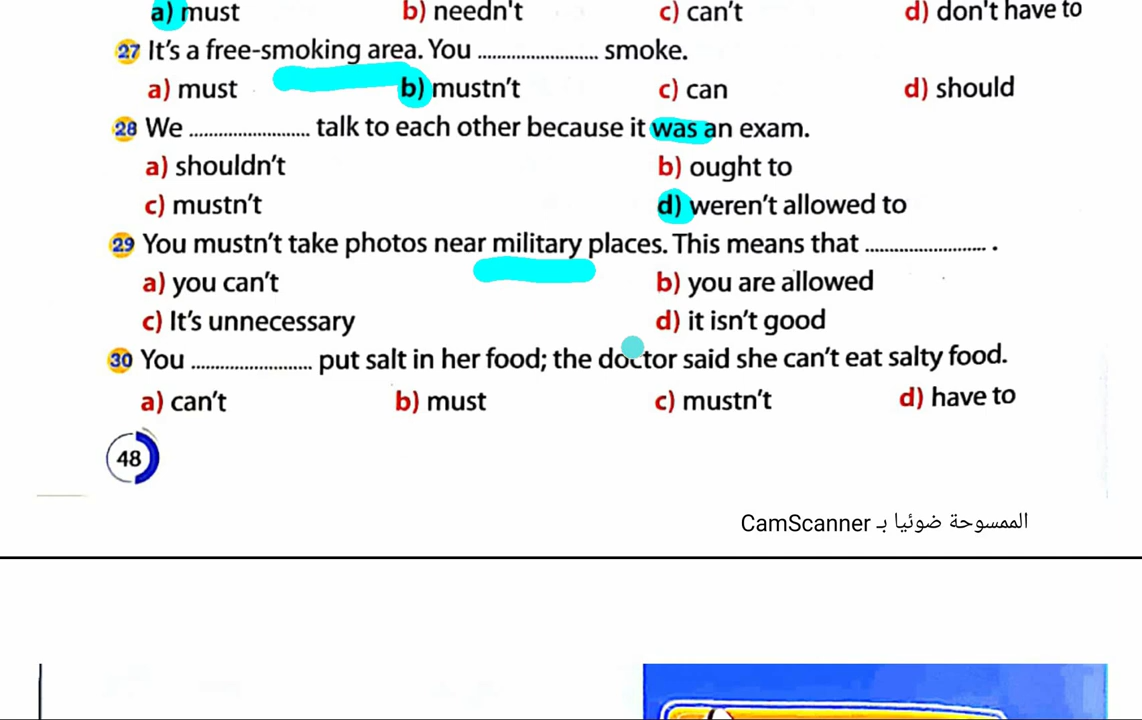 a) must b) needn't c) can't d) don't have to
27 It's a free-smoking area. You ........................ smoke.
a) must b) mustn't c) can d) should
28 We ........................ talk to each other because it was an exam.
a) shouldn't b) ought to
c) mustn't d) weren't allowed to
29 You mustn't take photos near military places. This means that ........................ .
a) you can't b) you are allowed
c) It's unnecessary d) it isn't good
30 You ........................ put salt in her food; the doctor said she can't eat salty food.
a) can't b) must c) mustn't d) have to
48
الممسوحة ضوئيا بـ CamScanner